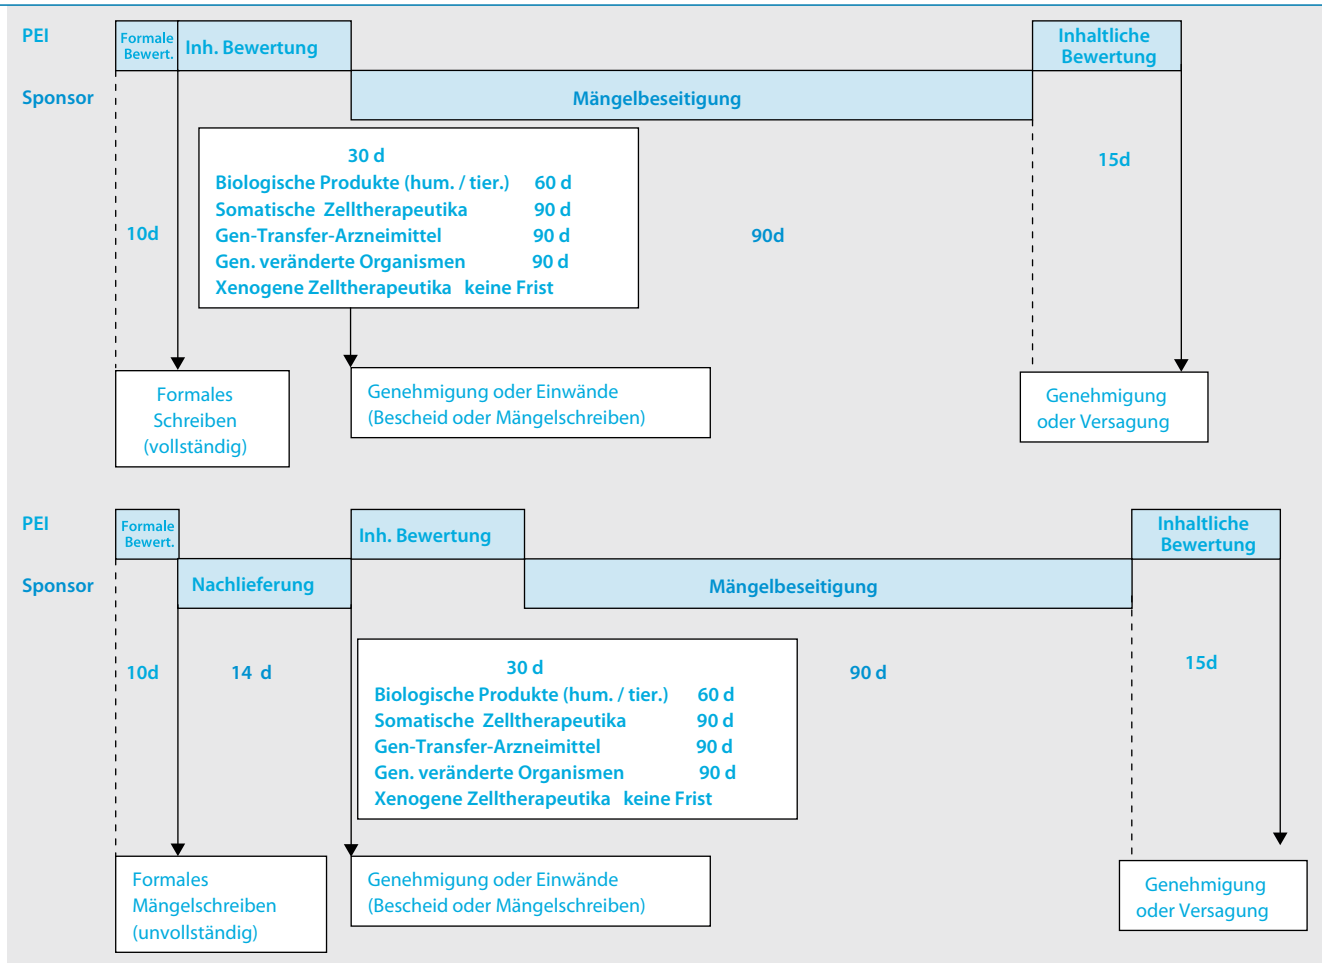 PEI
Formale
Bewert.
Inh. Bewertung
Inhaltliche
Bewertung
Sponsor
Mängelbeseitigung
30 d
Biologische Produkte (hum. / tier.) 60 d
Somatische Zelltherapeutika 90 d
Gen-Transfer-Arzneimittel 90 d
Gen. veränderte Organismen 90 d
Xenogene Zelltherapeutika keine Frist
10d
90d
15d
Formales
Schreiben
(vollständig)
Genehmigung oder Einwände
(Bescheid oder Mängelschreiben)
Genehmigung
oder Versagung
PEI
Formale
Bewert.
Inh. Bewertung
Inhaltliche
Bewertung
Sponsor
Nachlieferung
Mängelbeseitigung
10d
14 d
30 d
Biologische Produkte (hum. / tier.) 60 d
Somatische Zelltherapeutika 90 d
Gen-Transfer-Arzneimittel 90 d
Gen. veränderte Organismen 90 d
Xenogene Zelltherapeutika keine Frist
90 d
15d
Formales
Mängelschreiben
(unvollständig)
Genehmigung oder Einwände
(Bescheid oder Mängelschreiben)
Genehmigung
oder Versagung